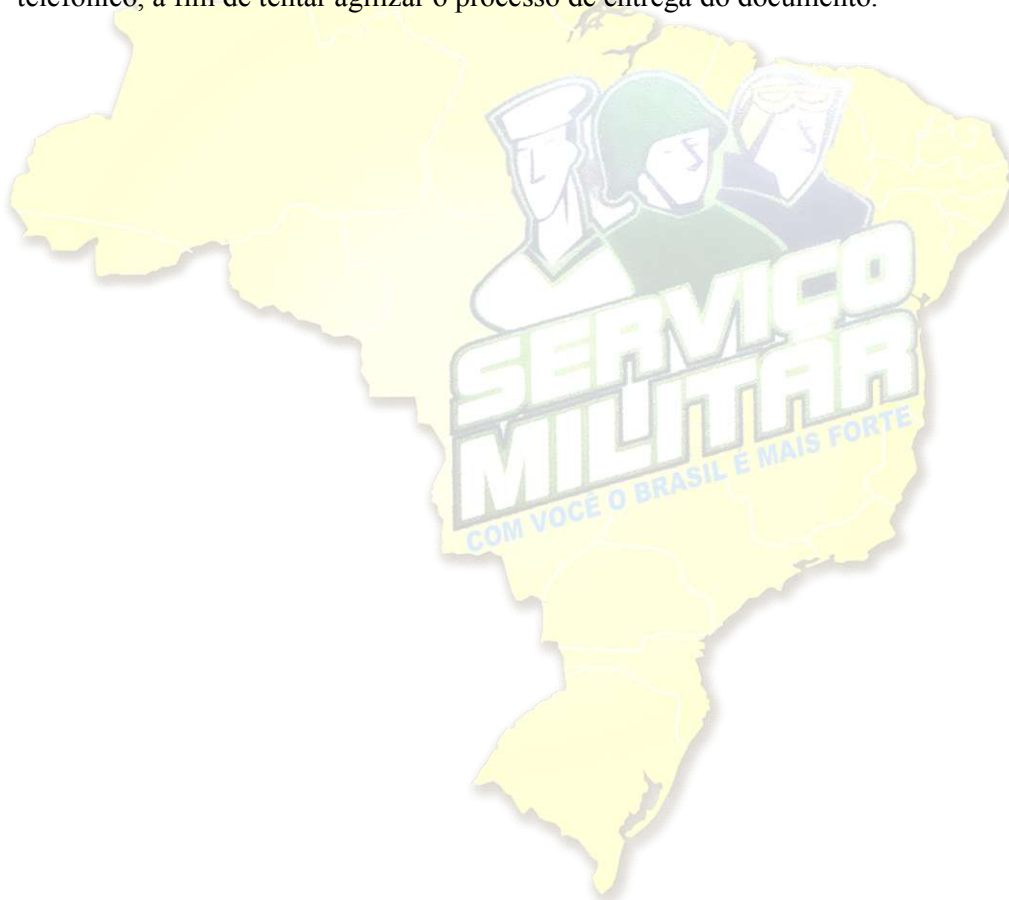 telefônico, a fim de tentar agilizar o processo de entrega do documento.
SERVIÇO
MILITAR
COM VOCÊ O BRASIL É MAIS FORTE